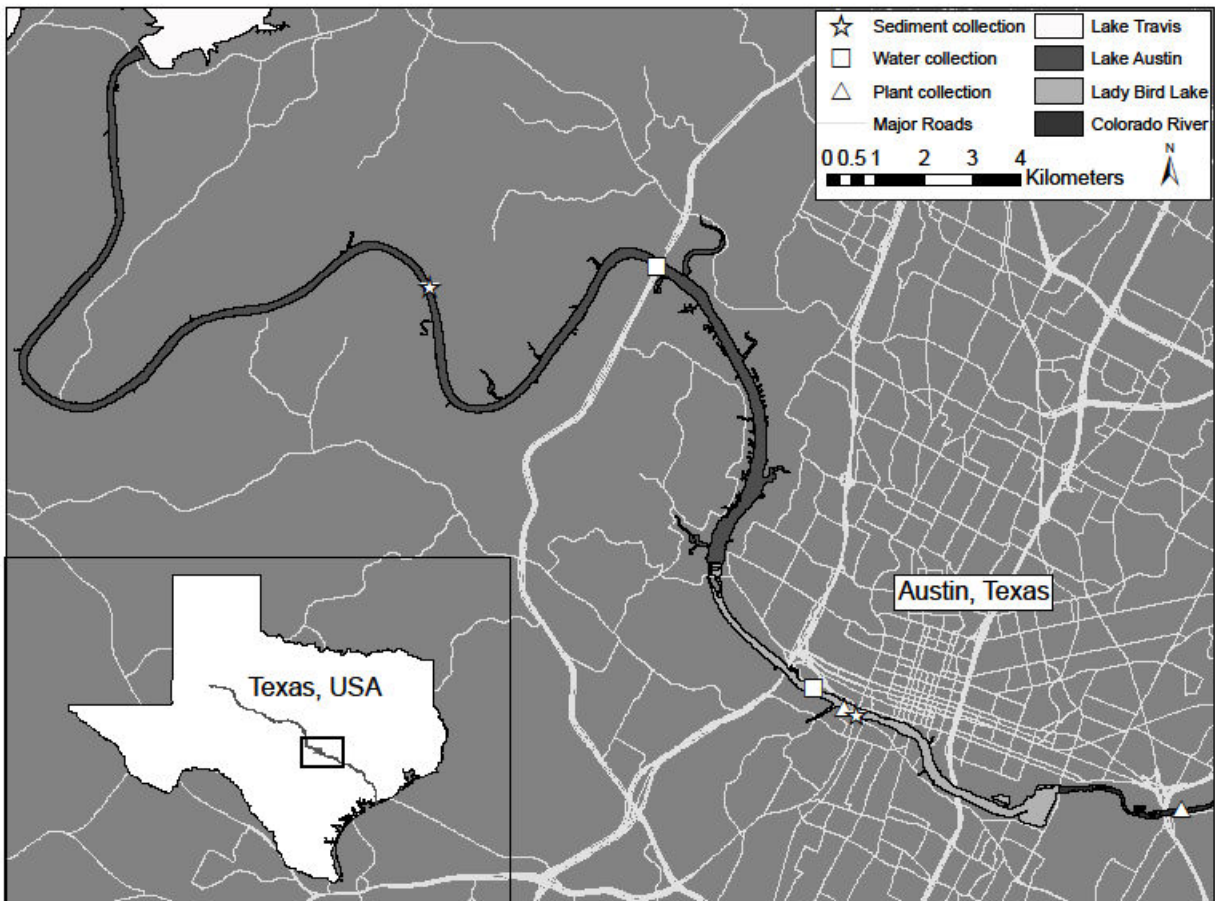 Sediment collection
Lake Travis
Water collection
Lake Austin
Plant collection
Lady Bird Lake
Major Roads
Colorado River
0 0.5 1 2 3 4
Kilometers
N
Austin, Texas
Texas, USA